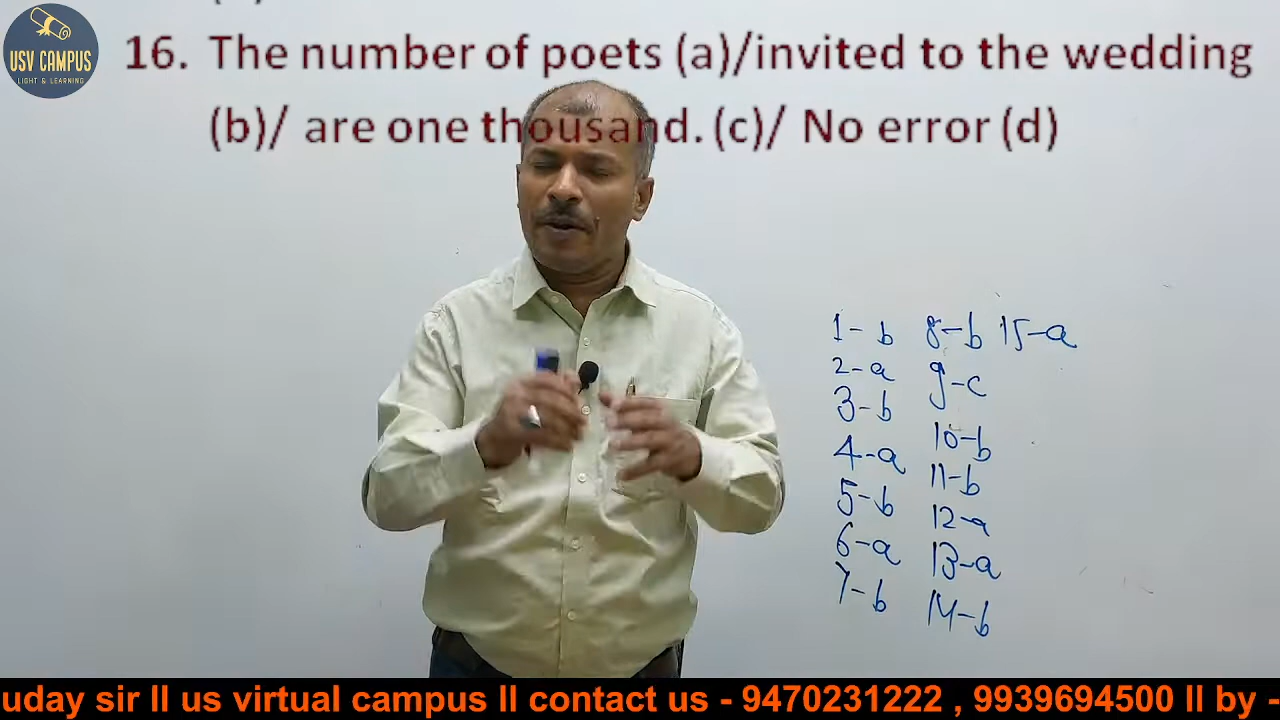 USV CAMPUS
LIGHT & LEARNING
16. The number of poets (a)/invited to the wedding
(b)/ are one thousand. (c)/ No error (d)
1-b
2-a
3-b
4-a
5-b
6-a
7-b
8-b
9-c
10-b
11-b
12-a
13-a
14-b
15-a
uday sir ll us virtual campus ll contact us - 9470231222 , 9939694500 ll by -